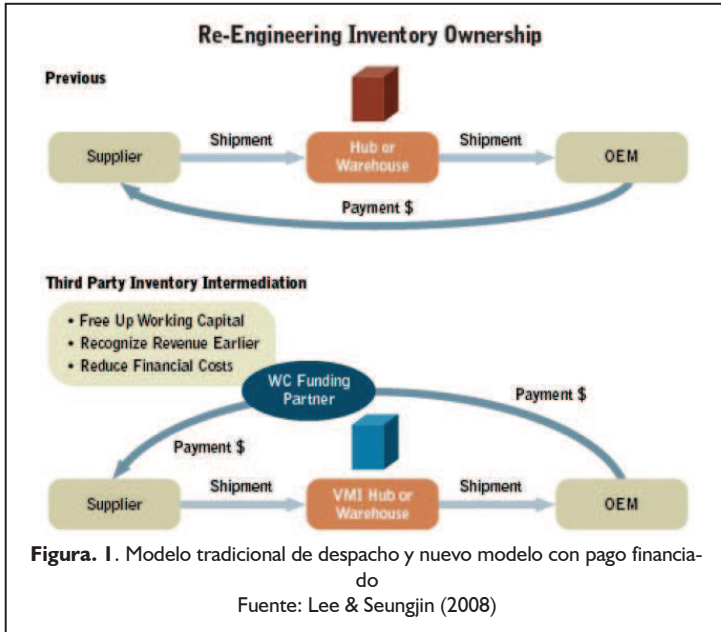 Re-Engineering Inventory Ownership
Previous
Supplier
Shipment
Hub or
Warehouse
Shipment
OEM
Payment $
Third Party Inventory Intermediation
• Free Up Working Capital
• Recognize Revenue Earlier
• Reduce Financial Costs
WC Funding
Partner
Payment $
Payment $
Supplier
Shipment
VMI Hub or
Warehouse
Shipment
OEM
Figura. 1. Modelo tradicional de despacho y nuevo modelo con pago financia-
do
Fuente: Lee & Seungjin (2008)